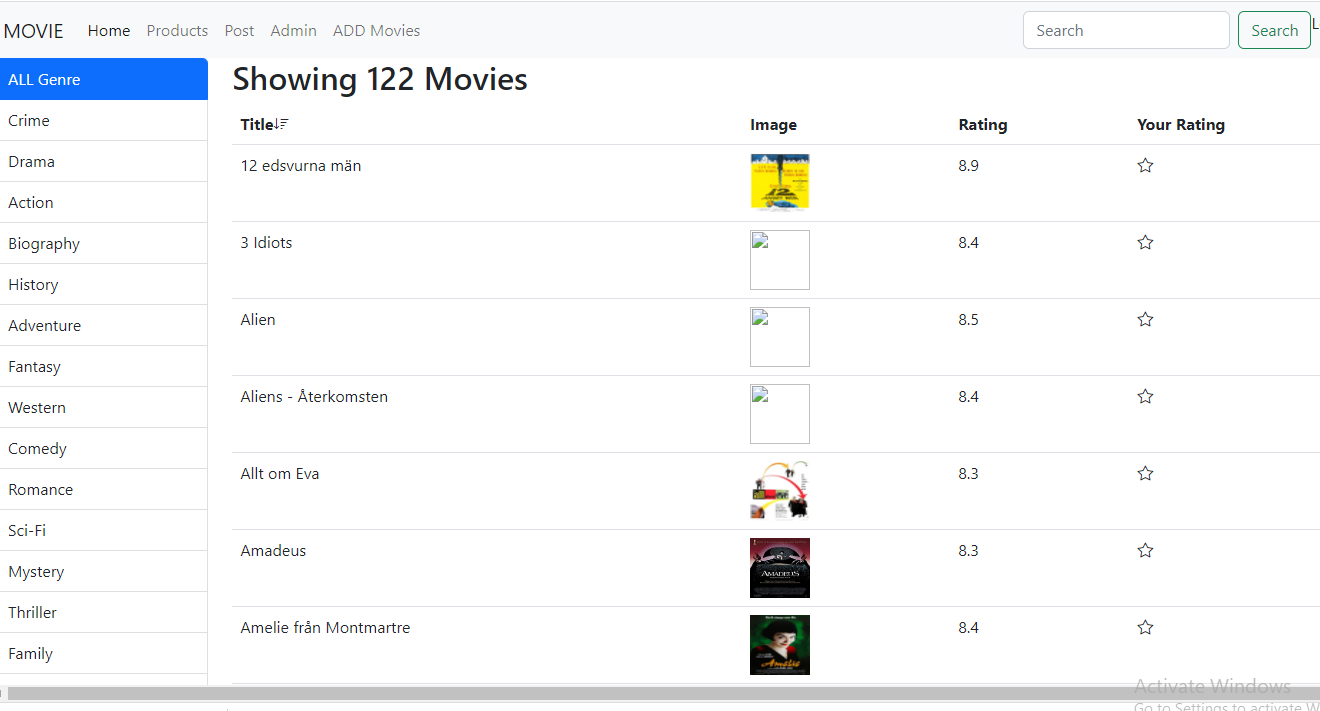 MOVIE Home Products Post Admin ADD Movies Search Search
ALL Genre
Crime
Drama
Action
Biography
History
Adventure
Fantasy
Western
Comedy
Romance
Sci-Fi
Mystery
Thriller
Family
Showing 122 Movies
Title Image Rating Your Rating
12 edsvurna män 8.9
3 Idiots 8.4
Alien 8.5
Aliens - Återkomsten 8.4
Allt om Eva 8.3
Amadeus 8.3
AMADEUS
Amelie från Montmartre 8.4
Amélie
Activate Windows
Go to Settings to activate W